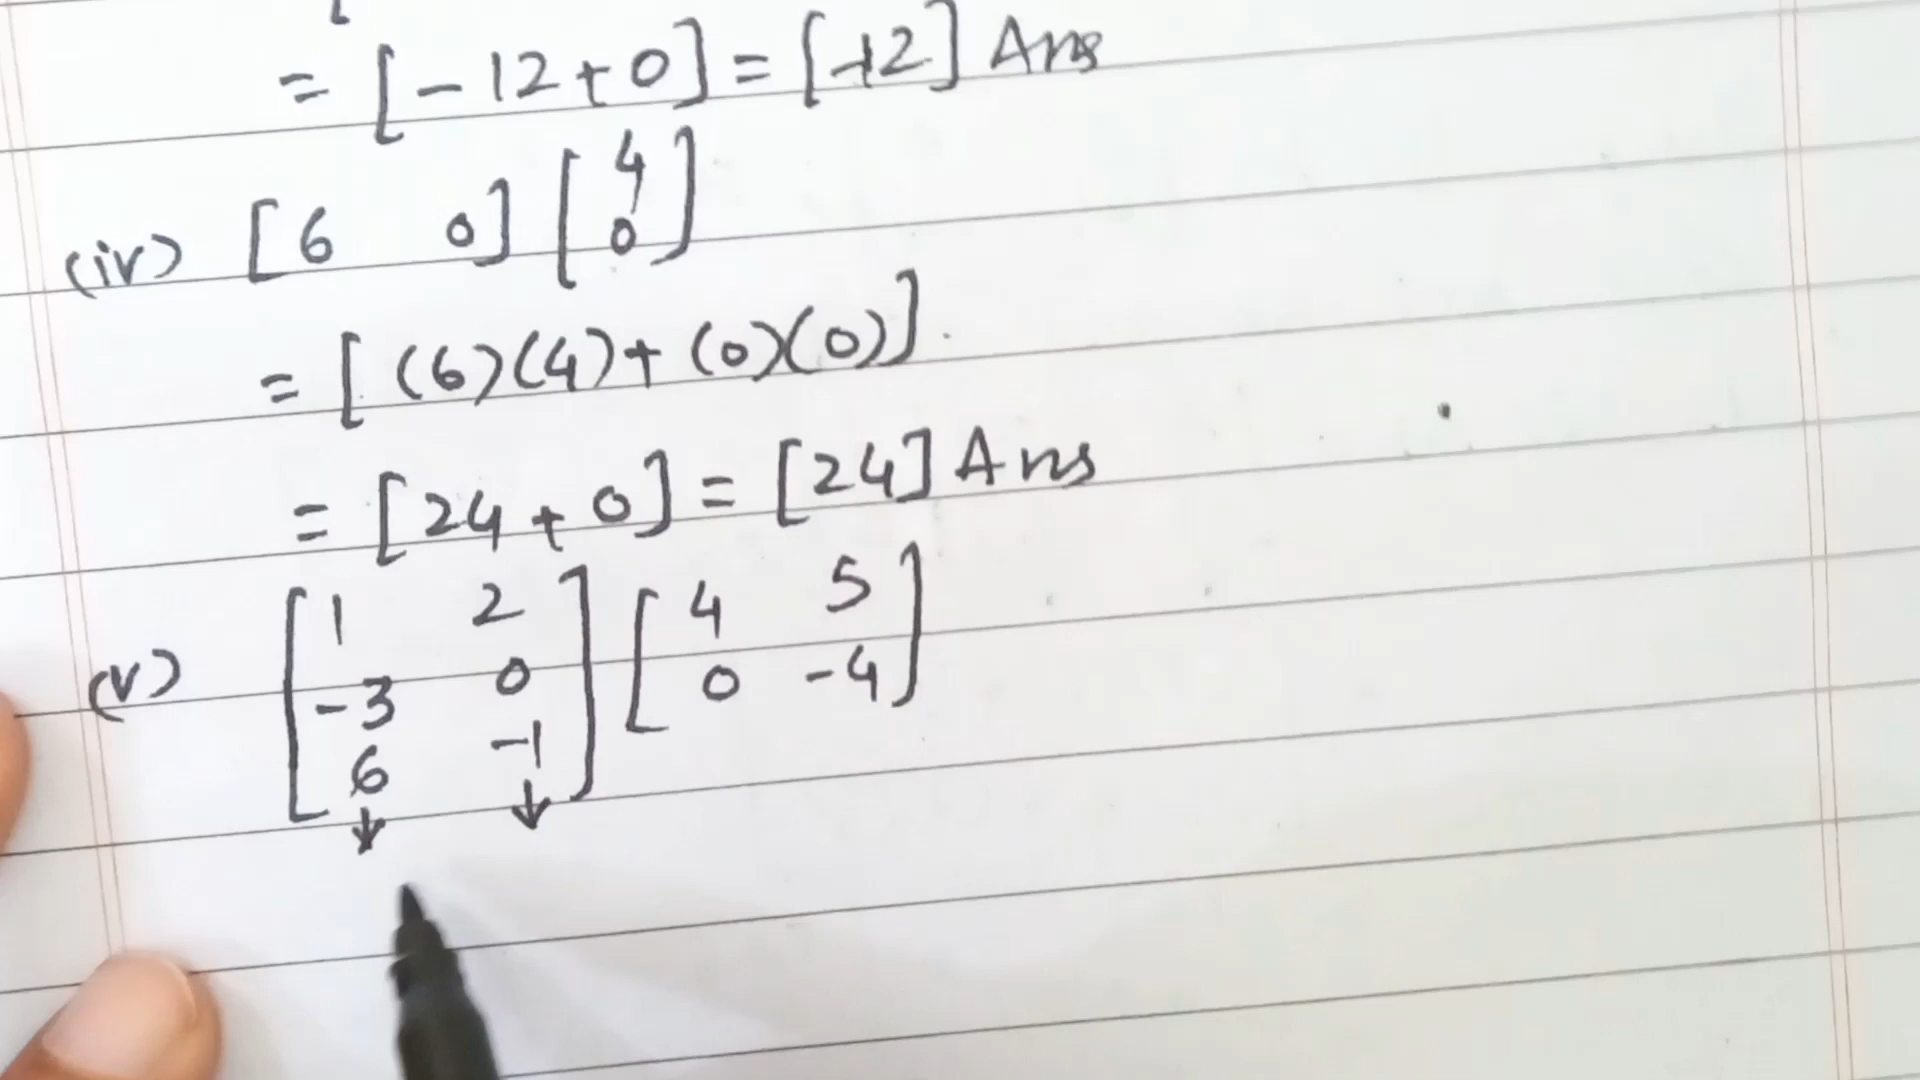 = [-12+0] = [-12] Ans
(iv) [6 0] [4
0]
= [(6)(4)+(0)(0)].
= [24+0] = [24] Ans
(v) [1 2
-3 0
6 -1] [4 5
0 -4]
↓ ↓